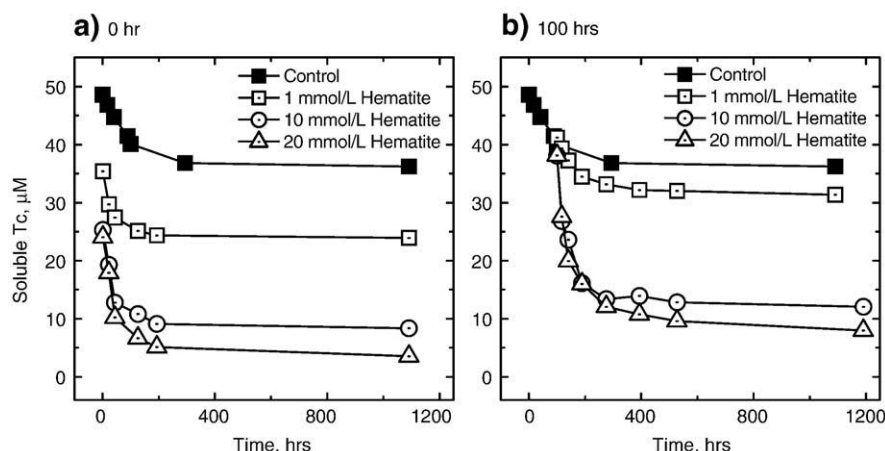 a) 0 hr
Control
1 mmol/L Hematite
10 mmol/L Hematite
20 mmol/L Hematite
50
40
30
20
10
0
Soluble Tc, μM
0
400
800
1200
Time, hrs
b) 100 hrs
Control
1 mmol/L Hematite
10 mmol/L Hematite
20 mmol/L Hematite
50
40
30
20
10
0
0
400
800
1200
Time, hrs